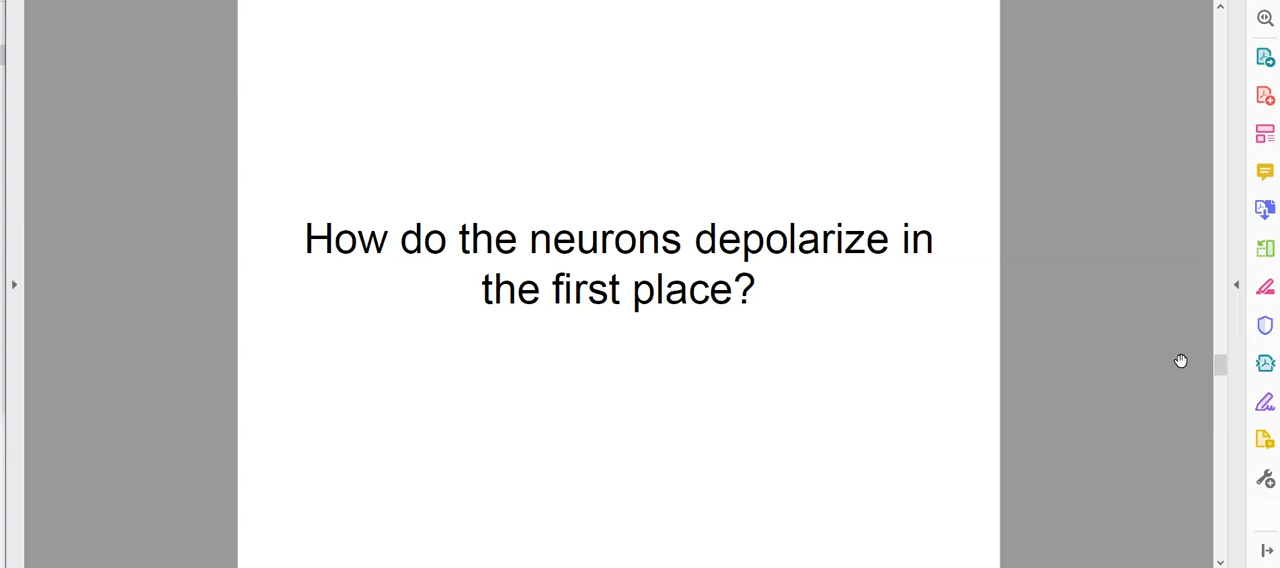 How do the neurons depolarize in
the first place?